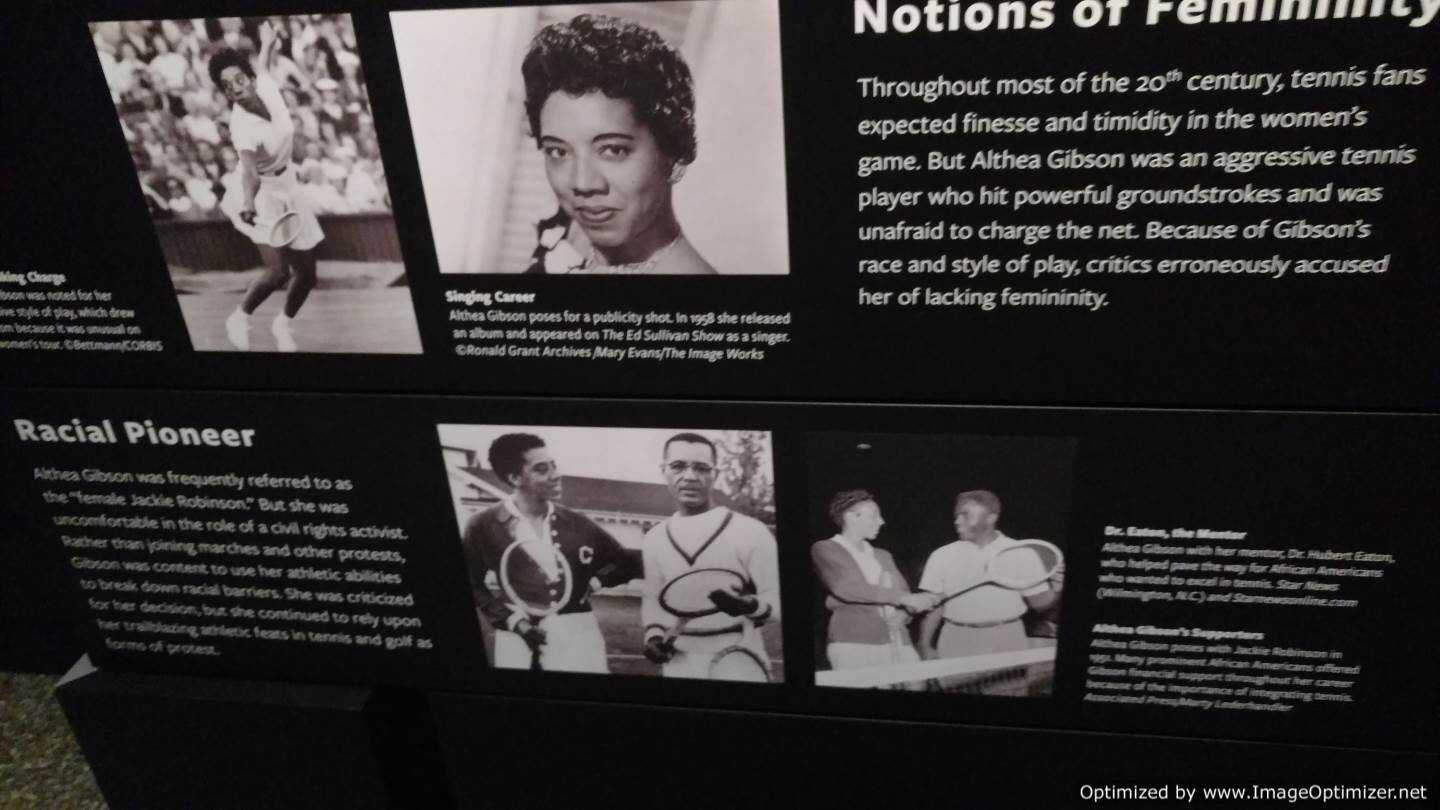 Notions of Femininity
Throughout most of the 20th century, tennis fans
expected finesse and timidity in the women's
game. But Althea Gibson was an aggressive tennis
player who hit powerful groundstrokes and was
unafraid to charge the net. Because of Gibson's
race and style of play, critics erroneously accused
her of lacking femininity.
king Charge
bson was noted for her
ive style of play, which drew
sm because it was unusual on
women's tour. ©Bettmann/CORBIS
Singing Career
Althea Gibson poses for a publicity shot. In 1958 she released
an album and appeared on The Ed Sullivan Show as a singer.
©Ronald Grant Archives /Mary Evans/The Image Works
Racial Pioneer
Althea Gibson was frequently referred to as
the "female Jackie Robinson." But she was
uncomfortable in the role of a civil rights activist.
Rather than joining marches and other protests,
Gibson was content to use her athletic abilities
to break down racial barriers. She was criticized
for her decision, but she continued to rely upon
her trailblazing athletic feats in tennis and golf as
forms of protest.
C
Dr. Eaton, the Mentor
Althea Gibson with her mentor, Dr. Hubert Eaton,
who helped pave the way for African Americans
who wanted to excel in tennis. Star News
(Wilmington, N.C.) and Starnewsonline.com
Althea Gibson's Supporters
Althea Gibson poses with Jackie Robinson in
1951. Many prominent African Americans offered
Gibson financial support throughout her career
because of the importance of integrating tennis.
Associated Press/Marty Lederhandler
Optimized by www.ImageOptimizer.net